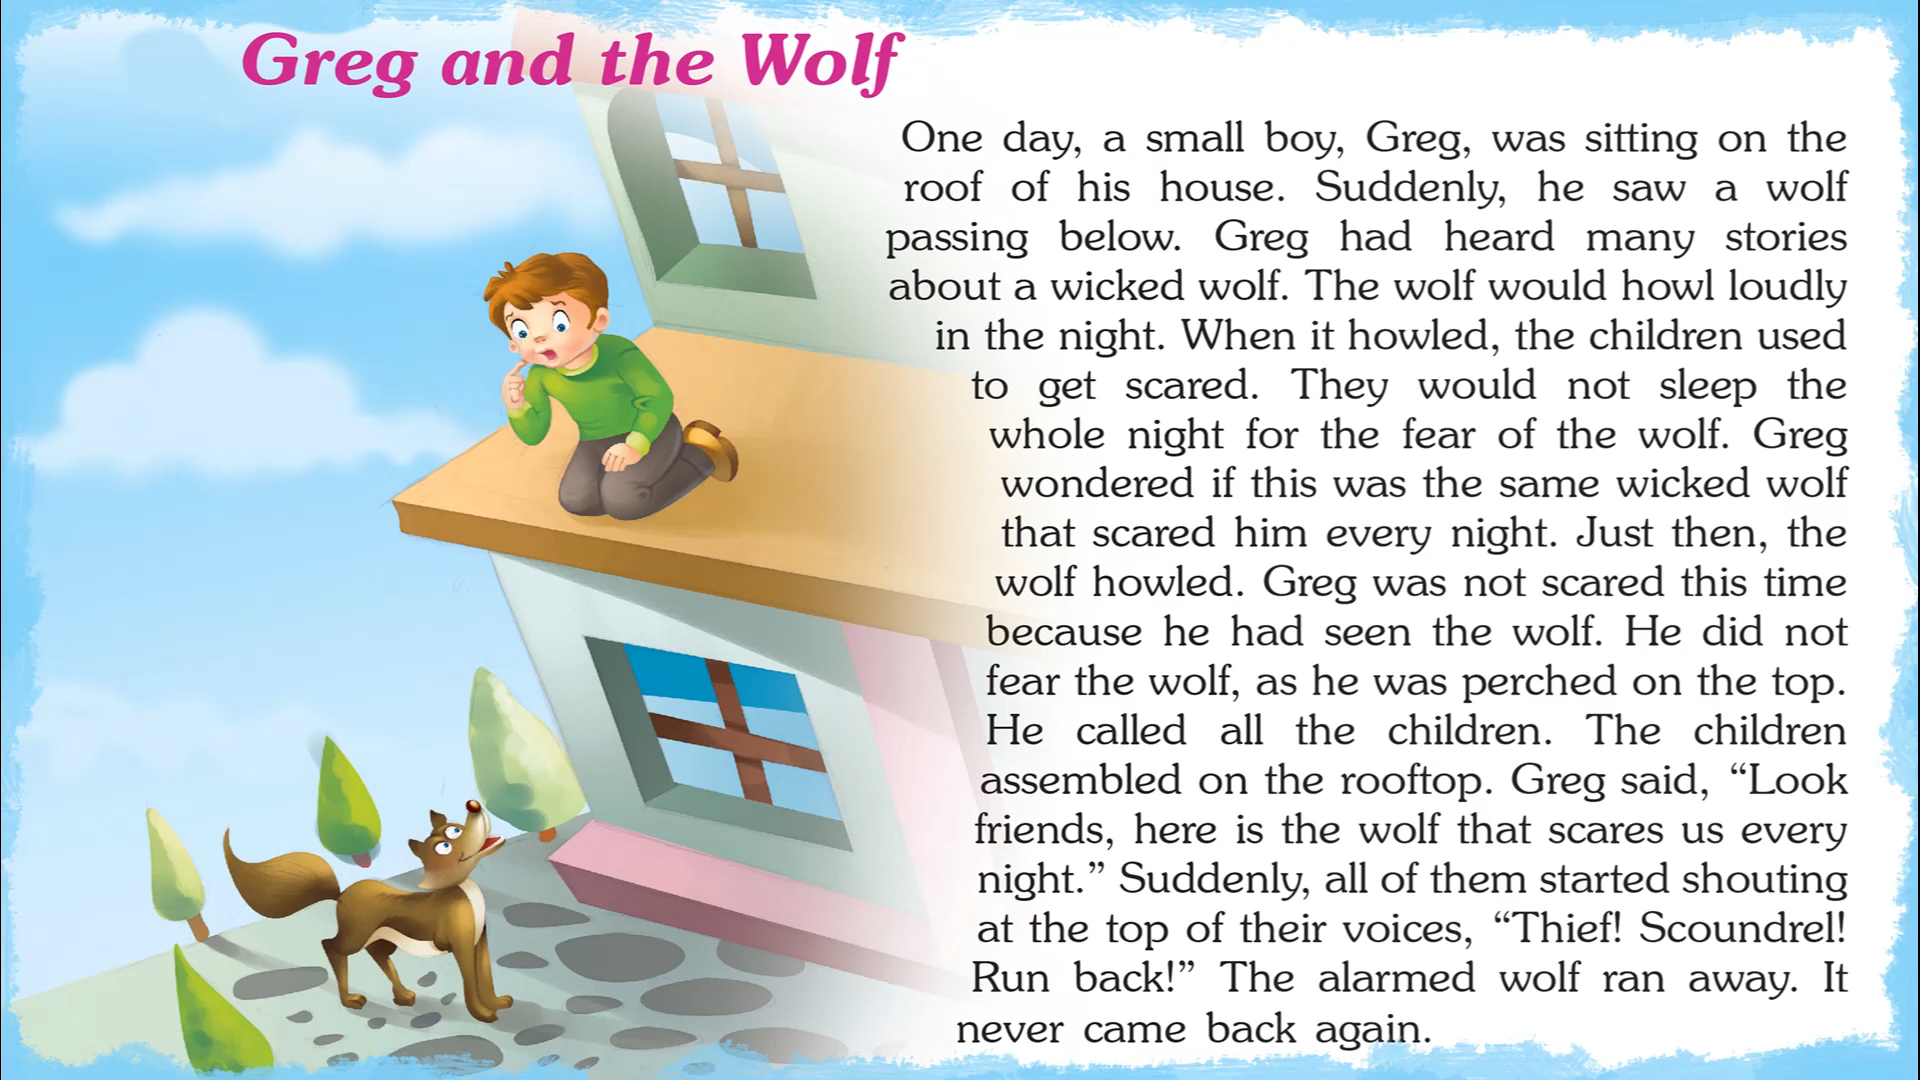 Greg and the Wolf
One day, a small boy, Greg, was sitting on the
roof of his house. Suddenly, he saw a wolf
passing below. Greg had heard many stories
about a wicked wolf. The wolf would howl loudly
in the night. When it howled, the children used
to get scared. They would not sleep the
whole night for the fear of the wolf. Greg
wondered if this was the same wicked wolf
that scared him every night. Just then, the
wolf howled. Greg was not scared this time
because he had seen the wolf. He did not
fear the wolf, as he was perched on the top.
He called all the children. The children
assembled on the rooftop. Greg said, “Look
friends, here is the wolf that scares us every
night.” Suddenly, all of them started shouting
at the top of their voices, “Thief! Scoundrel!
Run back!” The alarmed wolf ran away. It
never came back again.